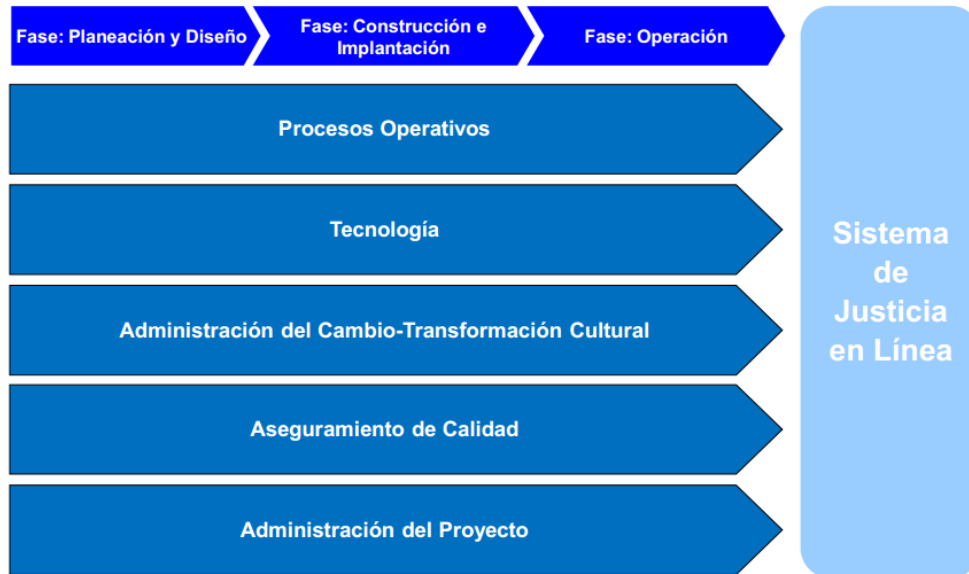 Fase: Planeación y Diseño
Fase: Construcción e
Implantación
Fase: Operación
Procesos Operativos
Tecnología
Administración del Cambio-Transformación Cultural
Aseguramiento de Calidad
Administración del Proyecto
Sistema
de
Justicia
en Línea